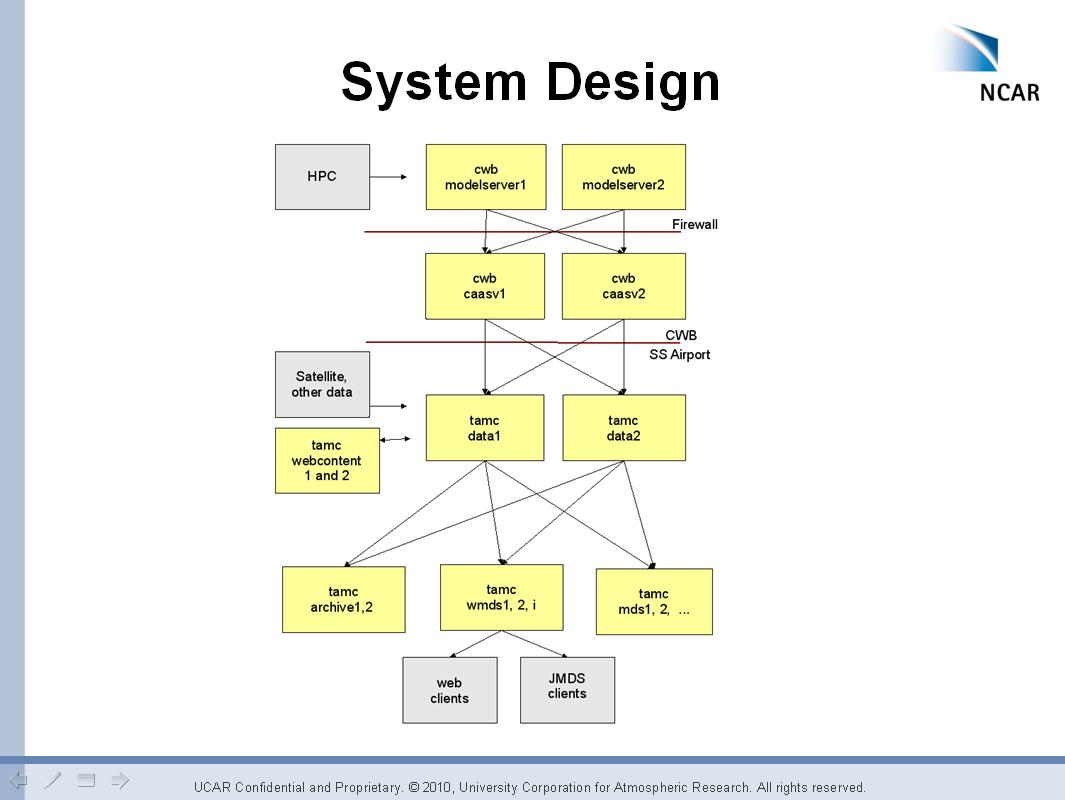 System Design
NCAR
HPC
cwb
modelserver1
cwb
modelserver2
Firewall
cwb
caasv1
cwb
caasv2
CWB
SS Airport
Satellite,
other data
tamc
data1
tamc
data2
tamc
webcontent
1 and 2
tamc
archive1,2
tamc
wmds1, 2, i
tamc
mds1, 2, ...
web
clients
JMDS
clients
UCAR Confidential and Proprietary. © 2010, University Corporation for Atmospheric Research. All rights reserved.